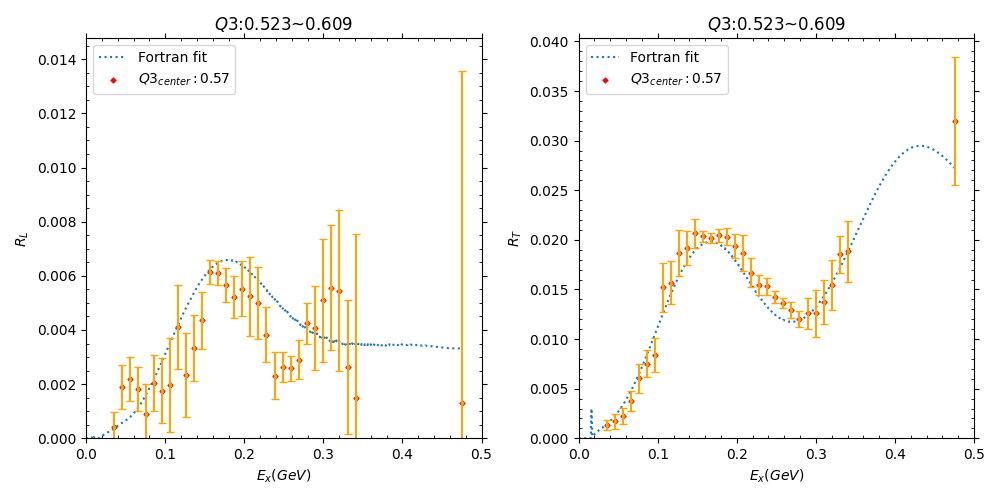 Q3:0.523~0.609
Fortran fit
Q3center : 0.57
0.014
0.012
0.010
0.008
0.006
0.004
0.002
0.000
RL
0.0 0.1 0.2 0.3 0.4 0.5
Ex(GeV)
Q3:0.523~0.609
Fortran fit
Q3center : 0.57
0.040
0.035
0.030
0.025
0.020
0.015
0.010
0.005
0.000
RT
0.0 0.1 0.2 0.3 0.4 0.5
Ex(GeV)